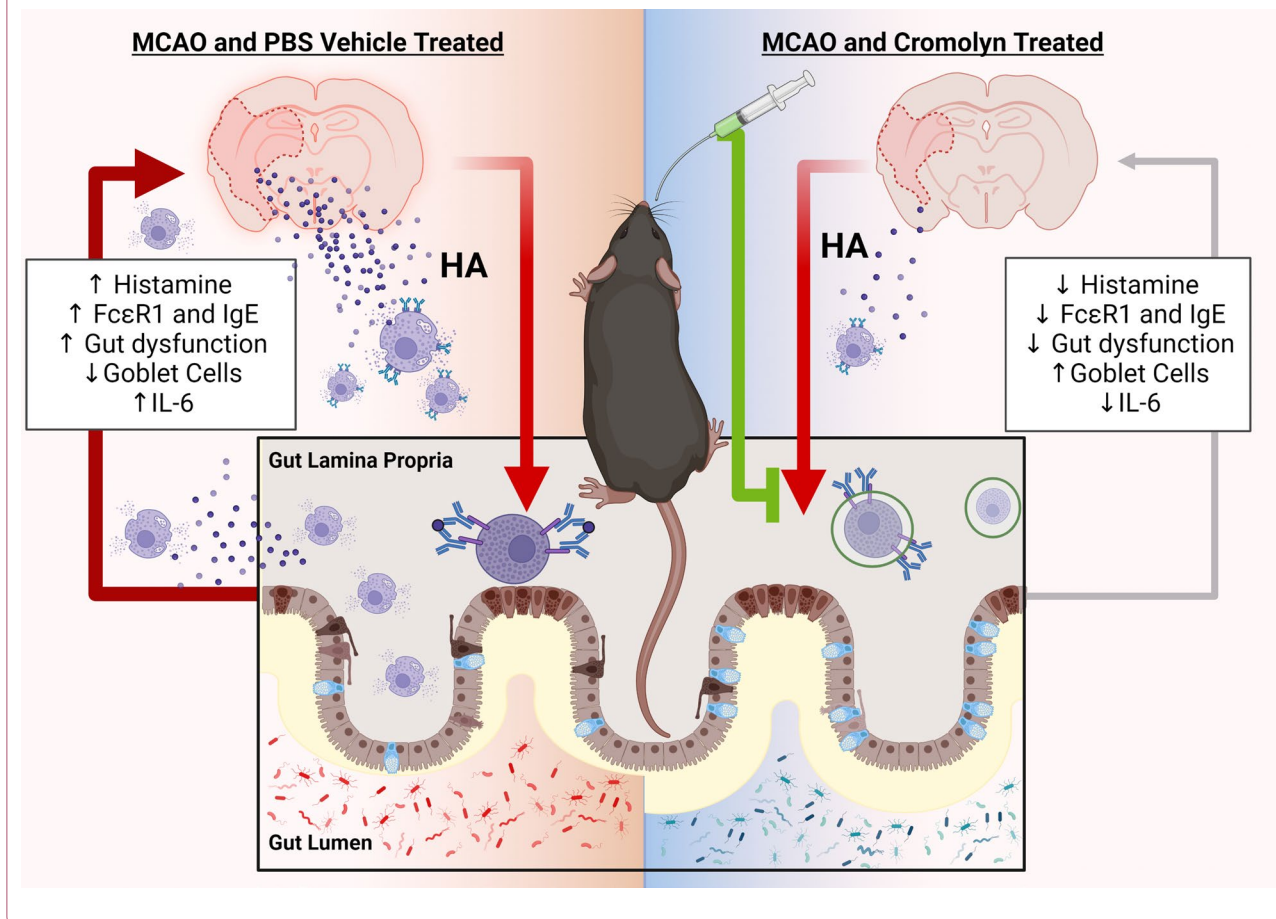 MCAO and PBS Vehicle Treated
MCAO and Cromolyn Treated
HA
HA
↑ Histamine
↑ FcεR1 and IgE
↑ Gut dysfunction
↓Goblet Cells
↑IL-6
↓ Histamine
↓ FcεR1 and IgE
↓ Gut dysfunction
↑Goblet Cells
↓IL-6
Gut Lamina Propria
Gut Lumen